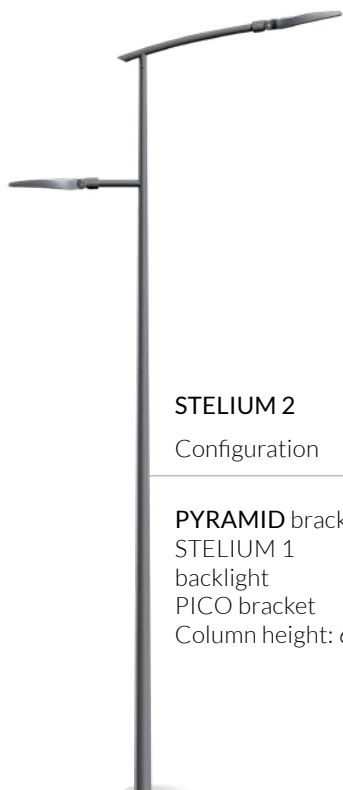 STELIUM 2
Configuration
PYRAMID
STELIUM 1
backlight
PICO bracket
Column height: